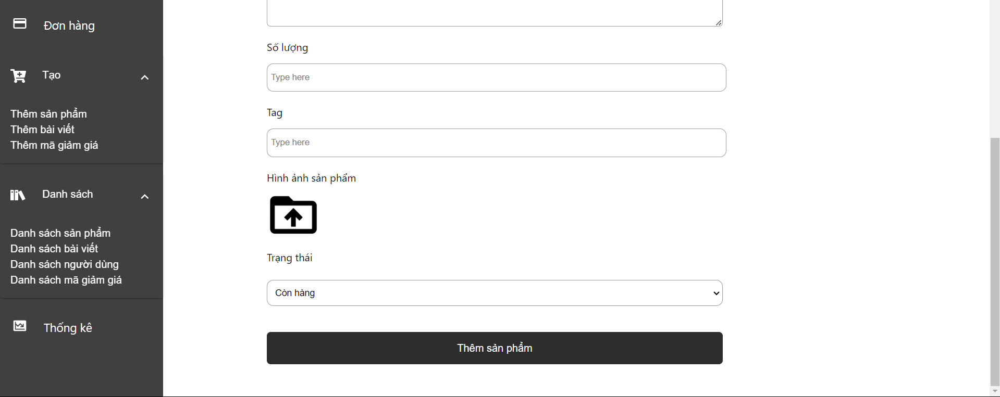 Đơn hàng
Tạo
Thêm sản phẩm
Thêm bài viết
Thêm mã giảm giá
Danh sách
Danh sách sản phẩm
Danh sách bài viết
Danh sách người dùng
Danh sách mã giảm giá
Thống kê
Số lượng
Type here
Tag
Type here
Hình ảnh sản phẩm
Trạng thái
Còn hàng
Thêm sản phẩm